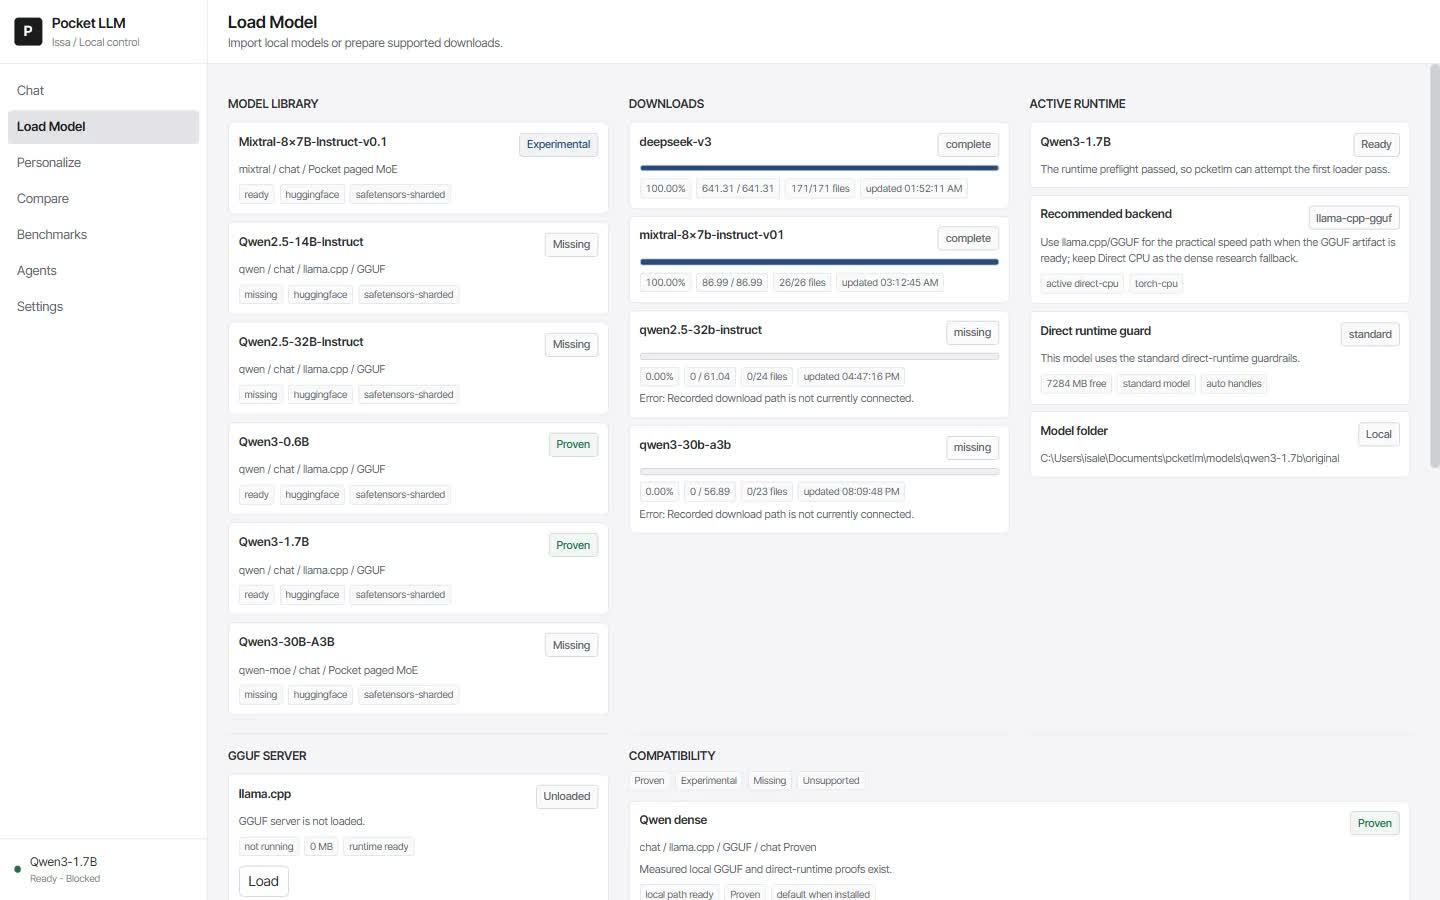 P
Pocket LLM
Issa / Local control
Chat
Load Model
Personalize
Compare
Benchmarks
Agents
Settings
Qwen3-1.7B
Ready - Blocked
Load Model
Import local models or prepare supported downloads.
MODEL LIBRARY
Mixtral-8×7B-Instruct-v0.1
Experimental
mixtral / chat / Pocket paged MoE
ready huggingface safetensors-sharded
Qwen2.5-14B-Instruct
Missing
qwen / chat / llama.cpp / GGUF
missing huggingface safetensors-sharded
Qwen2.5-32B-Instruct
Missing
qwen / chat / llama.cpp / GGUF
missing huggingface safetensors-sharded
Qwen3-0.6B
Proven
qwen / chat / llama.cpp / GGUF
ready huggingface safetensors-sharded
Qwen3-1.7B
Proven
qwen / chat / llama.cpp / GGUF
ready huggingface safetensors-sharded
Qwen3-30B-A3B
Missing
qwen-moe / chat / Pocket paged MoE
missing huggingface safetensors-sharded
DOWNLOADS
deepseek-v3
complete
100.00% 641.31 / 641.31 171/171 files updated 01:52:11 AM
mixtral-8×7b-instruct-v01
complete
100.00% 86.99 / 86.99 26/26 files updated 03:12:45 AM
qwen2.5-32b-instruct
missing
0.00% 0 / 61.04 0/24 files updated 04:47:16 PM
Error: Recorded download path is not currently connected.
qwen3-30b-a3b
missing
0.00% 0 / 56.89 0/23 files updated 08:09:48 PM
Error: Recorded download path is not currently connected.
ACTIVE RUNTIME
Qwen3-1.7B
Ready
The runtime preflight passed, so pcketlm can attempt the first loader pass.
Recommended backend
llama-cpp-gguf
Use llama.cpp/GGUF for the practical speed path when the GGUF artifact is
ready; keep Direct CPU as the dense research fallback.
active direct-cpu torch-cpu
Direct runtime guard
standard
This model uses the standard direct-runtime guardrails.
7284 MB free standard model auto handles
Model folder
Local
C:\Users\isale\Documents\pcketlm\models\qwen3-1.7b\original
GGUF SERVER
llama.cpp
Unloaded
GGUF server is not loaded.
not running 0 MB runtime ready
Load
COMPATIBILITY
Proven Experimental Missing Unsupported
Qwen dense
Proven
chat / llama.cpp / GGUF / chat Proven
Measured local GGUF and direct-runtime proofs exist.
local path ready Proven default when installed